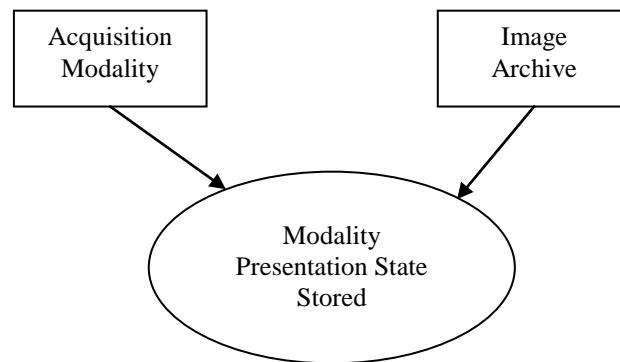 Acquisition
Modality
Image
Archive
Modality
Presentation State
Stored